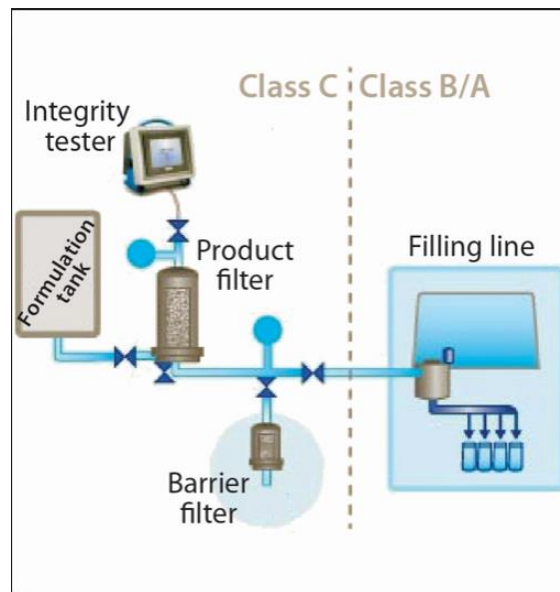 Class C
Class B/A
Integrity
tester
Formulation
tank
Product
filter
Filling line
Barrier
filter